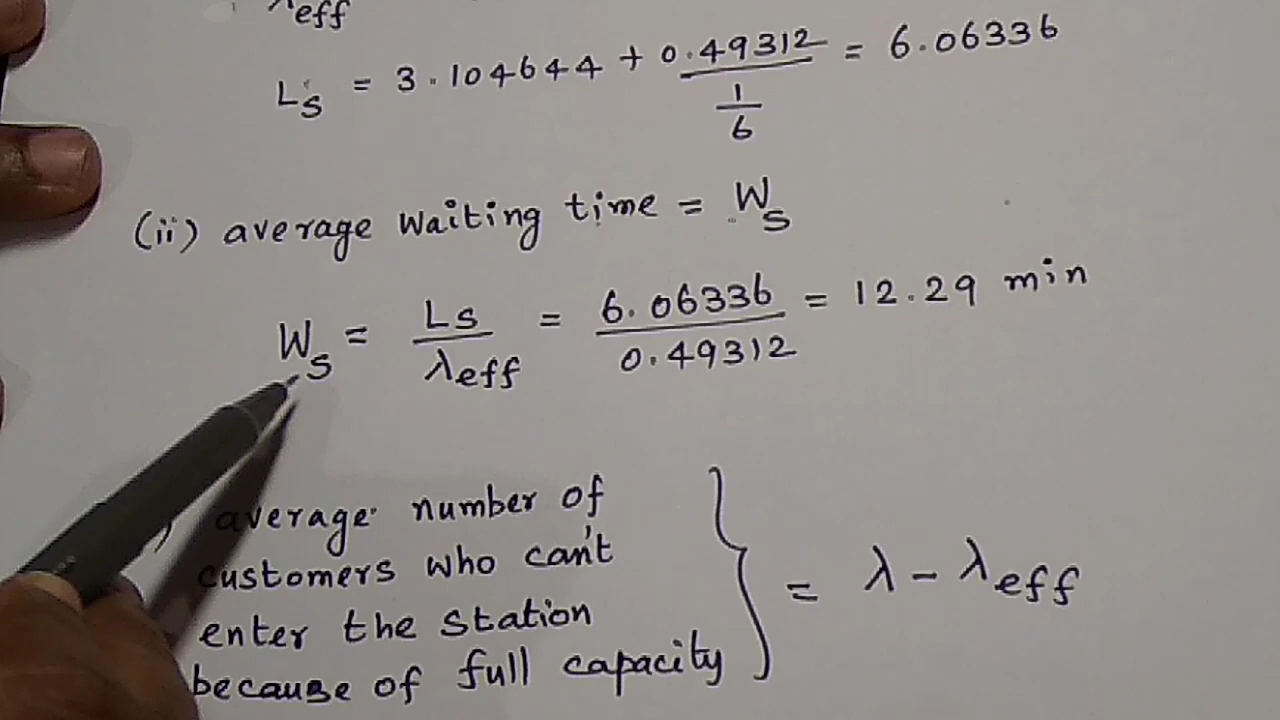 λeff
Ls = 3.104644 + 0.49312 / (1/6) = 6.06336
(ii) average waiting time = Ws
Ws = Ls / λeff = 6.06336 / 0.49312 = 12.29 min
) average number of
customers who can't
enter the station
because of full capacity } = λ - λeff